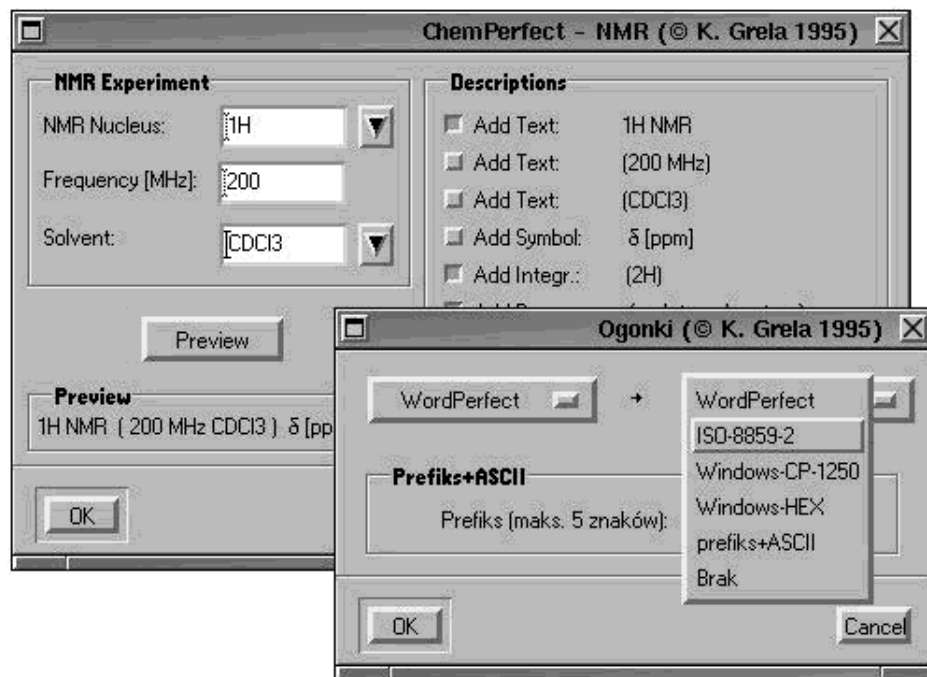 ChemPerfect - NMR (© K. Grela 1995)
NMR Experiment
NMR Nucleus: 1H
Frequency [MHz]: 200
Solvent: CDCl3
Preview
Preview
1H NMR ( 200 MHz CDCl3 ) δ [pp
OK
Descriptions
Add Text: 1H NMR
Add Text: (200 MHz)
Add Text: (CDCl3)
Add Symbol: δ [ppm]
Add Integr.: (2H)
Ogonki (© K. Grela 1995)
WordPerfect
WordPerfect
ISO-8859-2
Windows-CP-1250
Windows-HEX
prefiks+ASCII
Brak
Prefiks+ASCII
Prefiks (maks. 5 znaków):
OK
Cancel